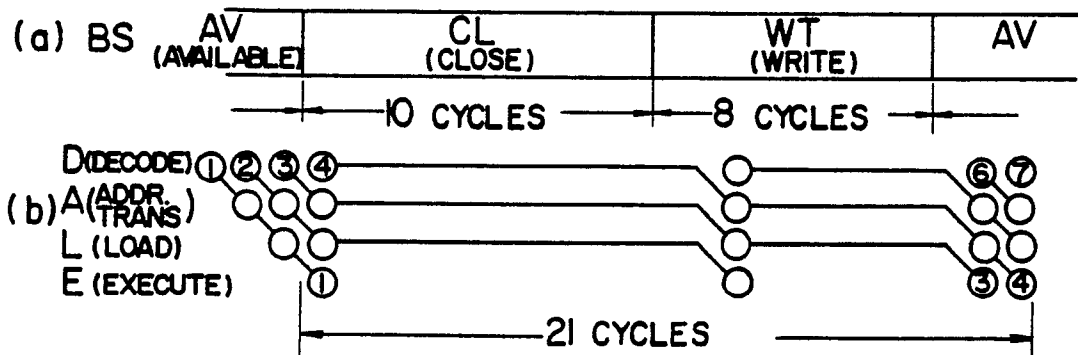 (a) BS AV (AVAILABLE) CL (CLOSE) WT (WRITE) AV
10 CYCLES 8 CYCLES
D(DECODE) 1 2 3 4 6 7
(b) A(ADDR. TRANS)
L (LOAD)
E (EXECUTE) 1 3 4
21 CYCLES